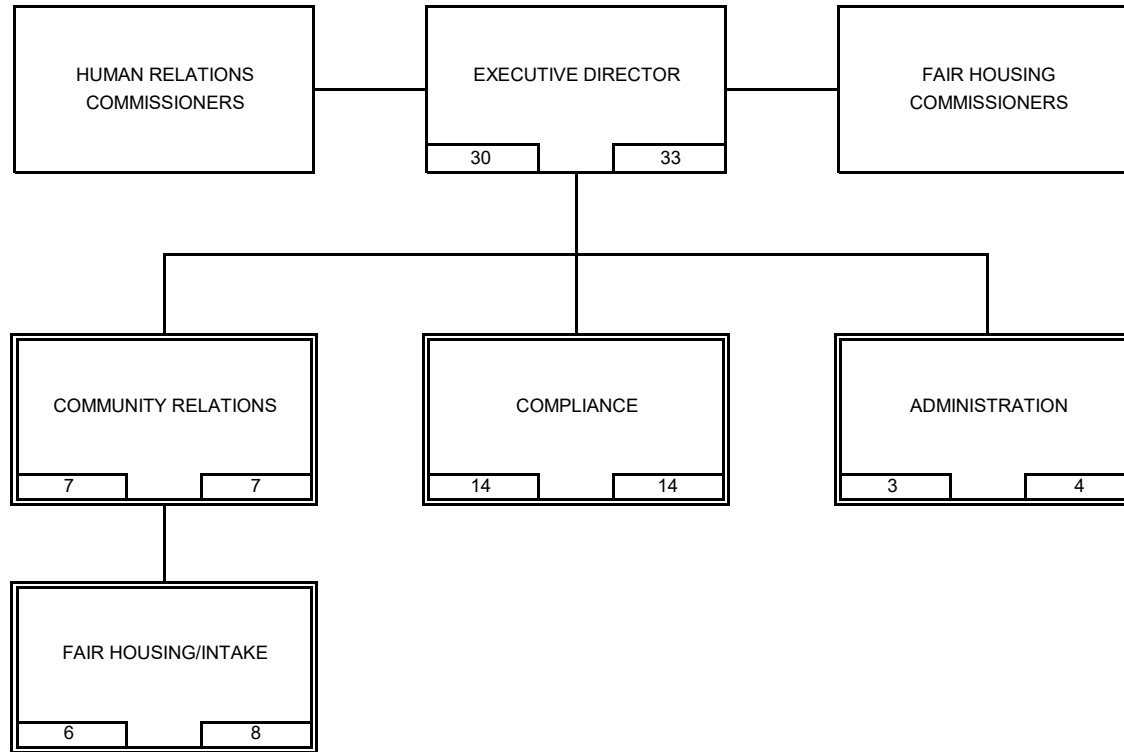 HUMAN RELATIONS
COMMISSIONERS
EXECUTIVE DIRECTOR
30 33
FAIR HOUSING
COMMISSIONERS
COMMUNITY RELATIONS
7 7
COMPLIANCE
14 14
ADMINISTRATION
3 4
FAIR HOUSING/INTAKE
6 8